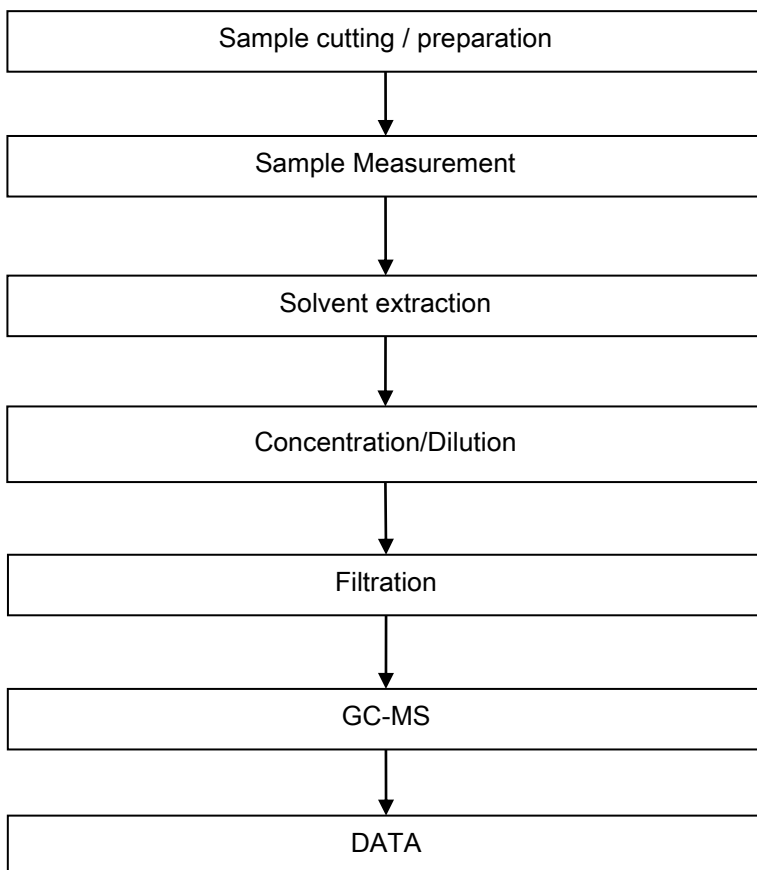 Sample cutting / preparation
Sample Measurement
Solvent extraction
Concentration/Dilution
Filtration
GC-MS
DATA